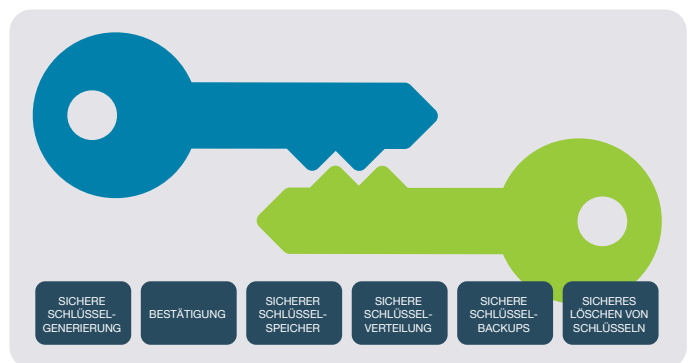 SICHERE
SCHLÜSSEL-
GENERIERUNG
BESTÄTIGUNG
SICHERER
SCHLÜSSEL-
SPEICHER
SICHERE
SCHLÜSSEL-
VERTEILUNG
SICHERE
SCHLÜSSEL-
BACKUPS
SICHERES
LÖSCHEN VON
SCHLÜSSELN